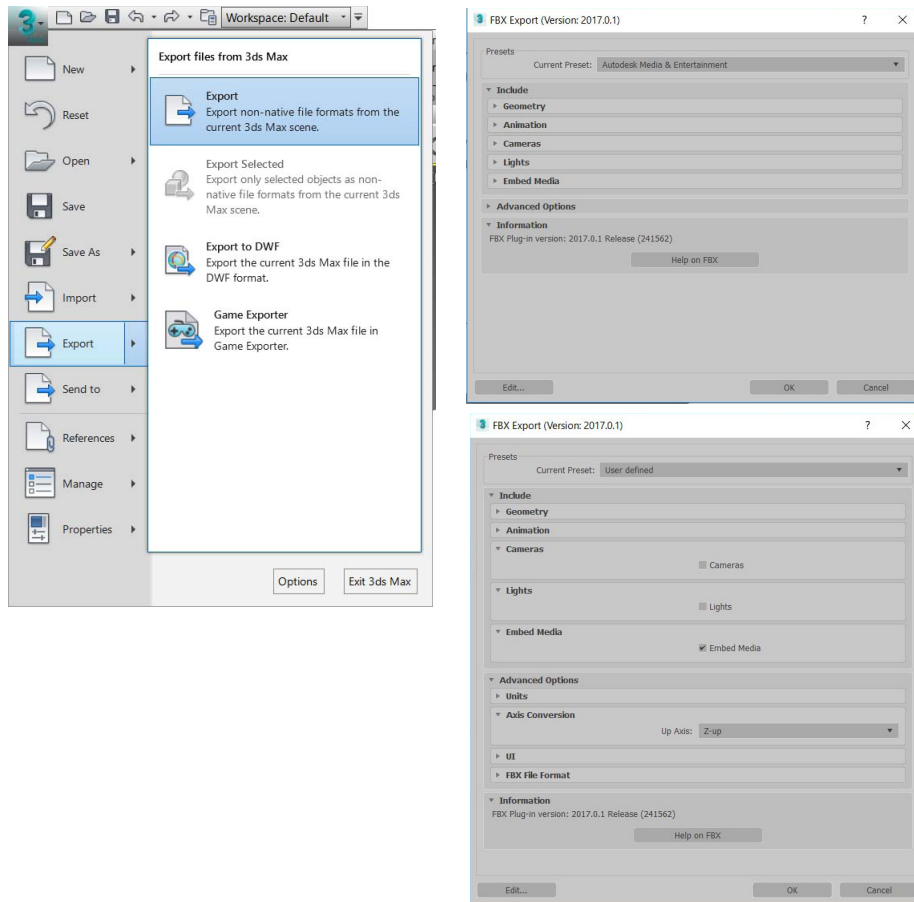 Workspace: Default
New
Reset
Open
Save
Save As
Import
Export
Send to
References
Manage
Properties
Export files from 3ds Max
Export
Export non-native file formats from the
current 3ds Max scene.
Export Selected
Export only selected objects as non-
native file formats from the current 3ds
Max scene.
Export to DWF
Export the current 3ds Max file in the
DWF format.
Game Exporter
Export the current 3ds Max file in
Game Exporter.
Options
Exit 3ds Max
FBX Export (Version: 2017.0.1)
Presets
Current Preset: Autodesk Media & Entertainment
Include
Geometry
Animation
Cameras
Lights
Embed Media
Advanced Options
Information
FBX Plug-in version: 2017.0.1 Release (241562)
Help on FBX
Edit...
OK
Cancel
FBX Export (Version: 2017.0.1)
Presets
Current Preset: User defined
Include
Geometry
Animation
Cameras
Cameras
Lights
Lights
Embed Media
Embed Media
Advanced Options
Units
Axis Conversion
Up Axis: Z-up
UI
FBX File Format
Information
FBX Plug-in version: 2017.0.1 Release (241562)
Help on FBX
Edit...
OK
Cancel